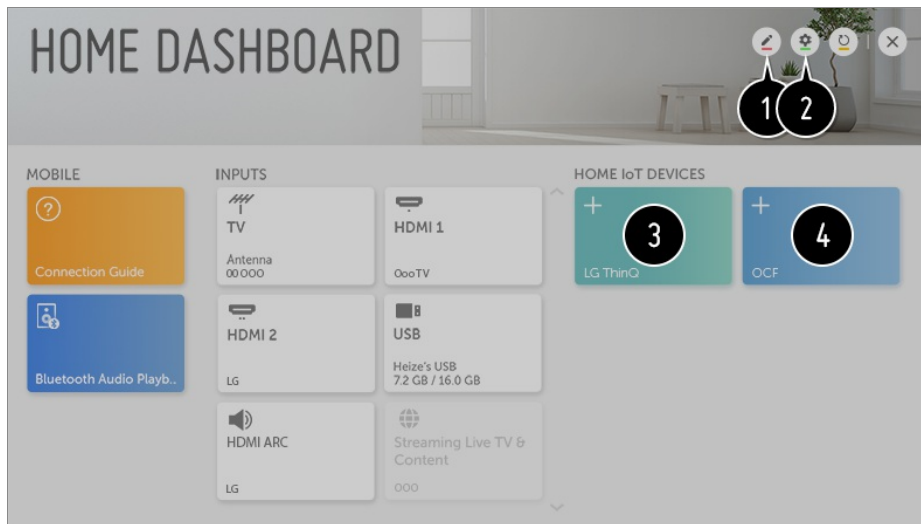 HOME DASHBOARD
1
2
MOBILE
INPUTS
HOME IoT DEVICES
Connection Guide
TV
Antenna
00 000
HDMI 1
OooTV
3
LG ThinQ
4
OCF
Bluetooth Audio Playb..
HDMI 2
LG
USB
Heize's USB
7.2 GB / 16.0 GB
HDMI ARC
LG
Streaming Live TV &
Content
000